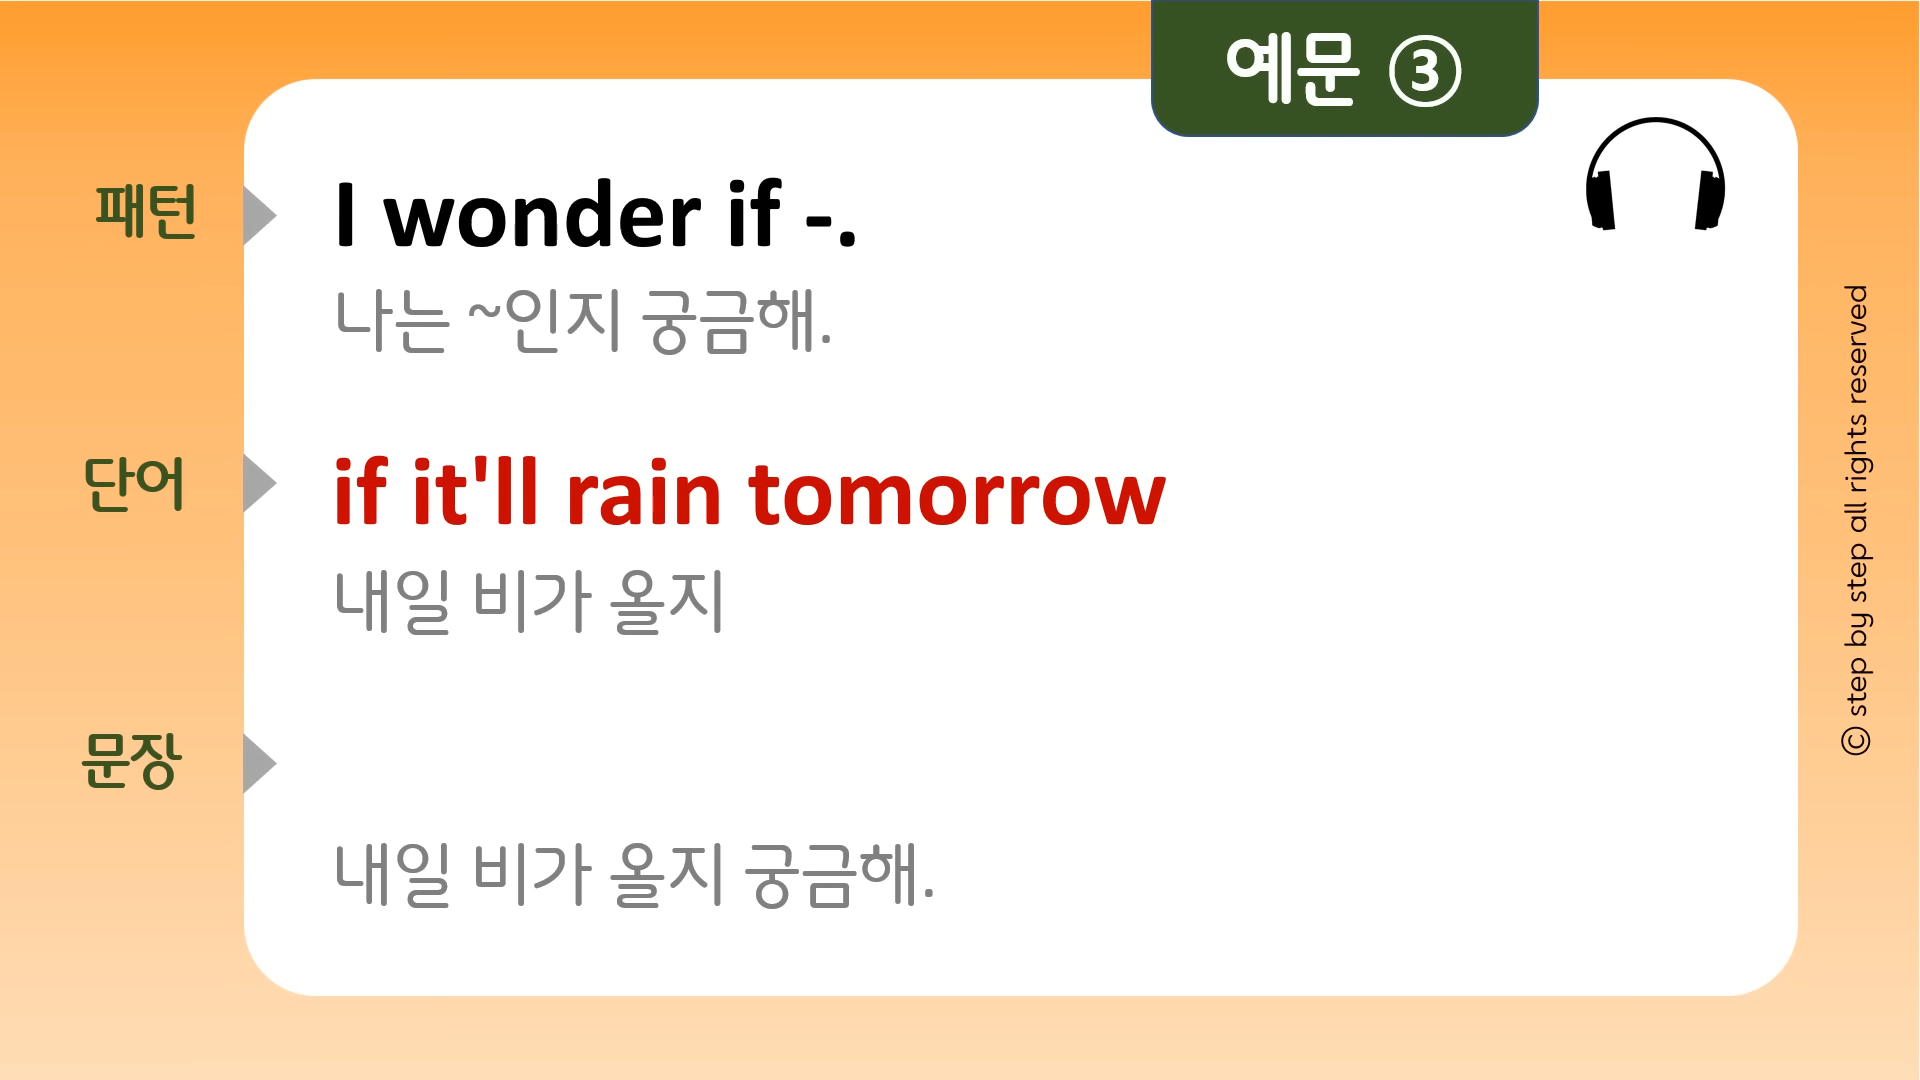 예문 ③
패턴
I wonder if -.
나는 ~인지 궁금해.
단어
if it'll rain tomorrow
내일 비가 올지
문장
내일 비가 올지 궁금해.
© step by step all rights reserved